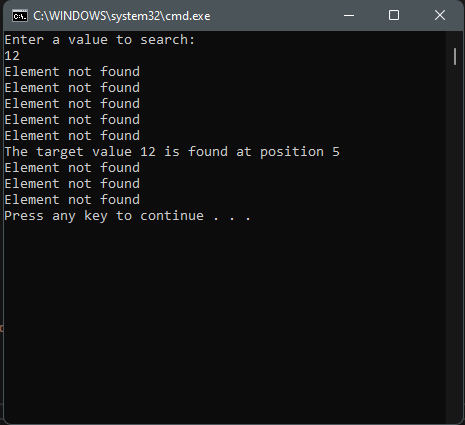 C:\WINDOWS\system32\cmd.exe
Enter a value to search:
12
Element not found
Element not found
Element not found
Element not found
Element not found
The target value 12 is found at position 5
Element not found
Element not found
Element not found
Press any key to continue . . .